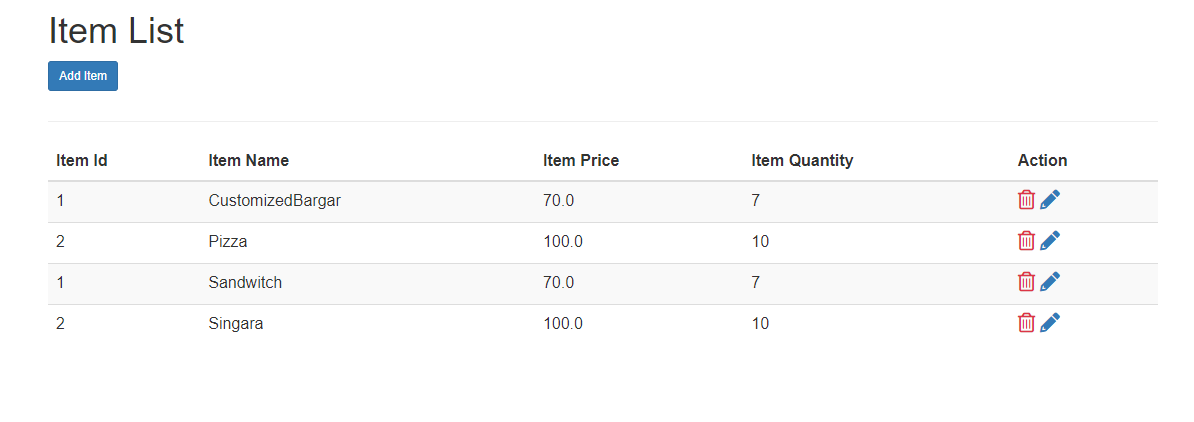 Item List
Add Item
Item Id Item Name Item Price Item Quantity Action
1 CustomizedBargar 70.0 7
2 Pizza 100.0 10
1 Sandwitch 70.0 7
2 Singara 100.0 10